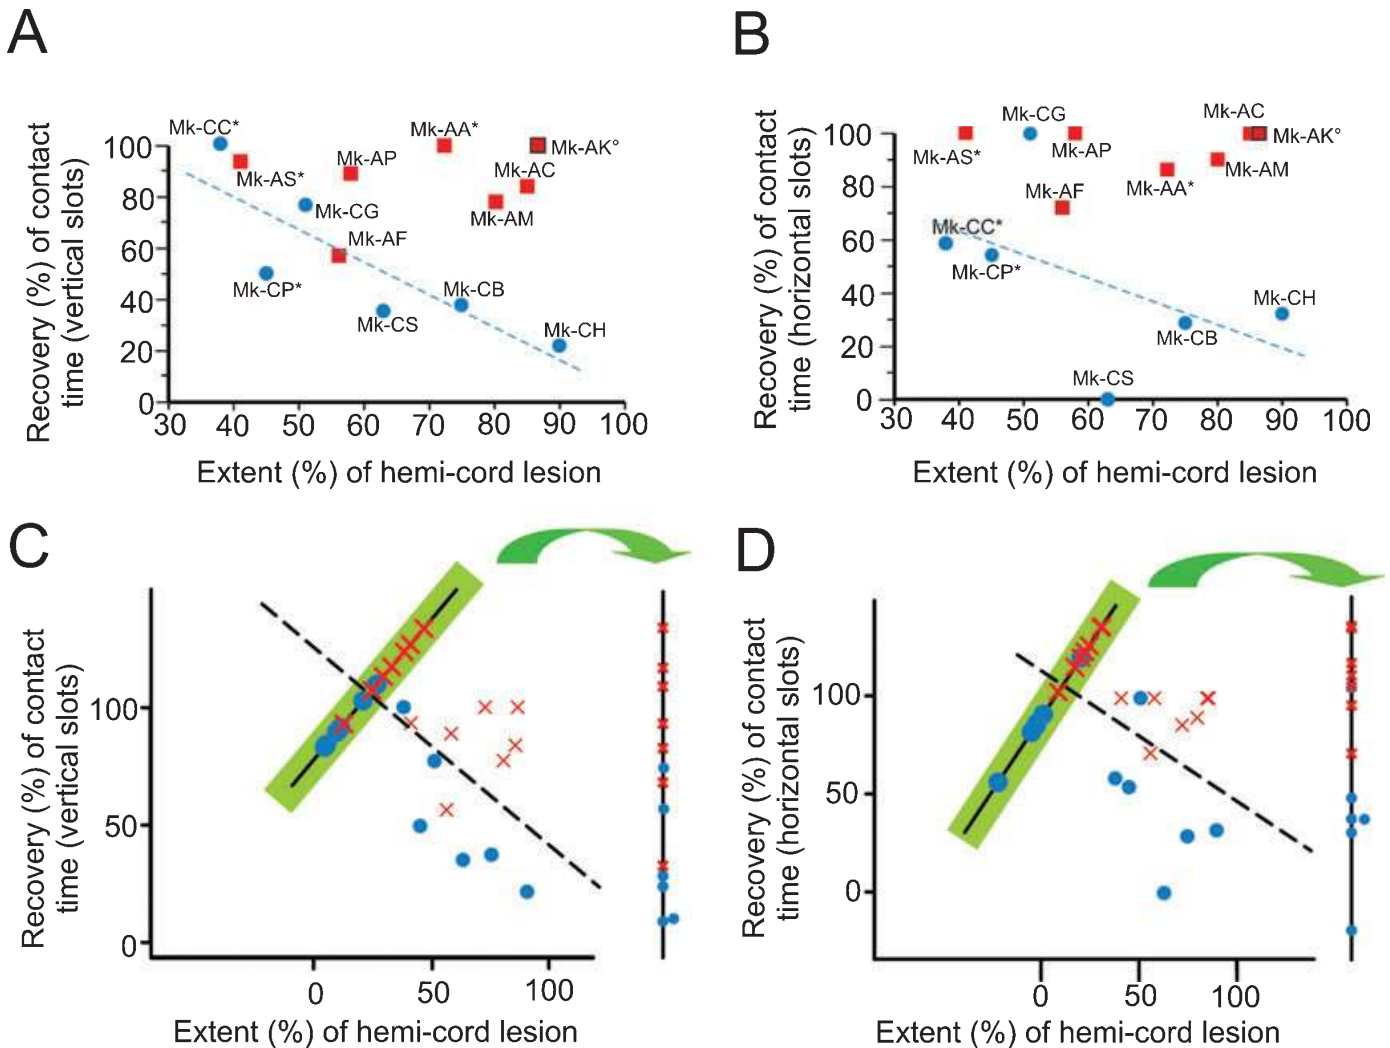 A
Recovery (%) of contact
time (vertical slots)
100
80
60
40
20
0
30 40 50 60 70 80 90 100
Extent (%) of hemi-cord lesion
Mk-CC*
Mk-AS*
Mk-AP
Mk-AA*
Mk-AK°
Mk-AC
Mk-AM
Mk-CG
Mk-AF
Mk-CP*
Mk-CS
Mk-CB
Mk-CH
B
Recovery (%) of contact
time (horizontal slots)
100
80
60
40
20
0
30 40 50 60 70 80 90 100
Extent (%) of hemi-cord lesion
Mk-AC
Mk-CG
Mk-AK°
Mk-AS*
Mk-AP
Mk-AM
Mk-AA*
Mk-AF
Mk-CC*
Mk-CP*
Mk-CH
Mk-CB
Mk-CS
C
Recovery (%) of contact
time (vertical slots)
100
50
0
0 50 100
Extent (%) of hemi-cord lesion
D
Recovery (%) of contact
time (horizontal slots)
100
50
0
0 50 100
Extent (%) of hemi-cord lesion